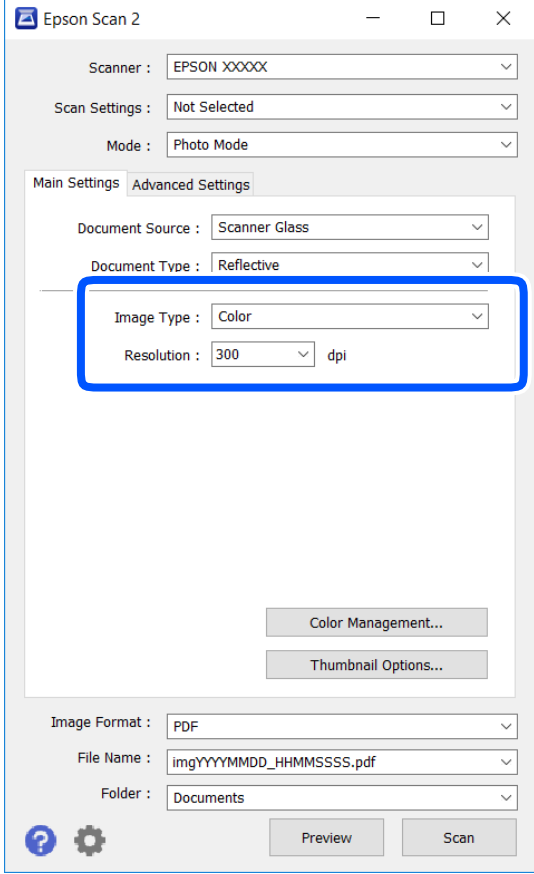 Epson Scan 2
Scanner : EPSON XXXXX
Scan Settings : Not Selected
Mode : Photo Mode
Main Settings Advanced Settings
Document Source : Scanner Glass
Document Type : Reflective
Image Type : Color
Resolution : 300 dpi
Color Management...
Thumbnail Options...
Image Format : PDF
File Name : imgYYYYMMDD_HHMMSSSS.pdf
Folder : Documents
? Preview Scan